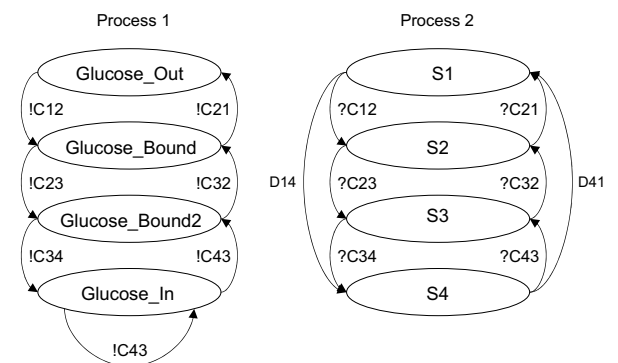 Process 1 Process 2
Glucose_Out S1
!C12 !C21 ?C12 ?C21
Glucose_Bound S2
!C23 !C32 D14 ?C23 ?C32 D41
Glucose_Bound2 S3
!C34 !C43 ?C34 ?C43
Glucose_In S4
!C43